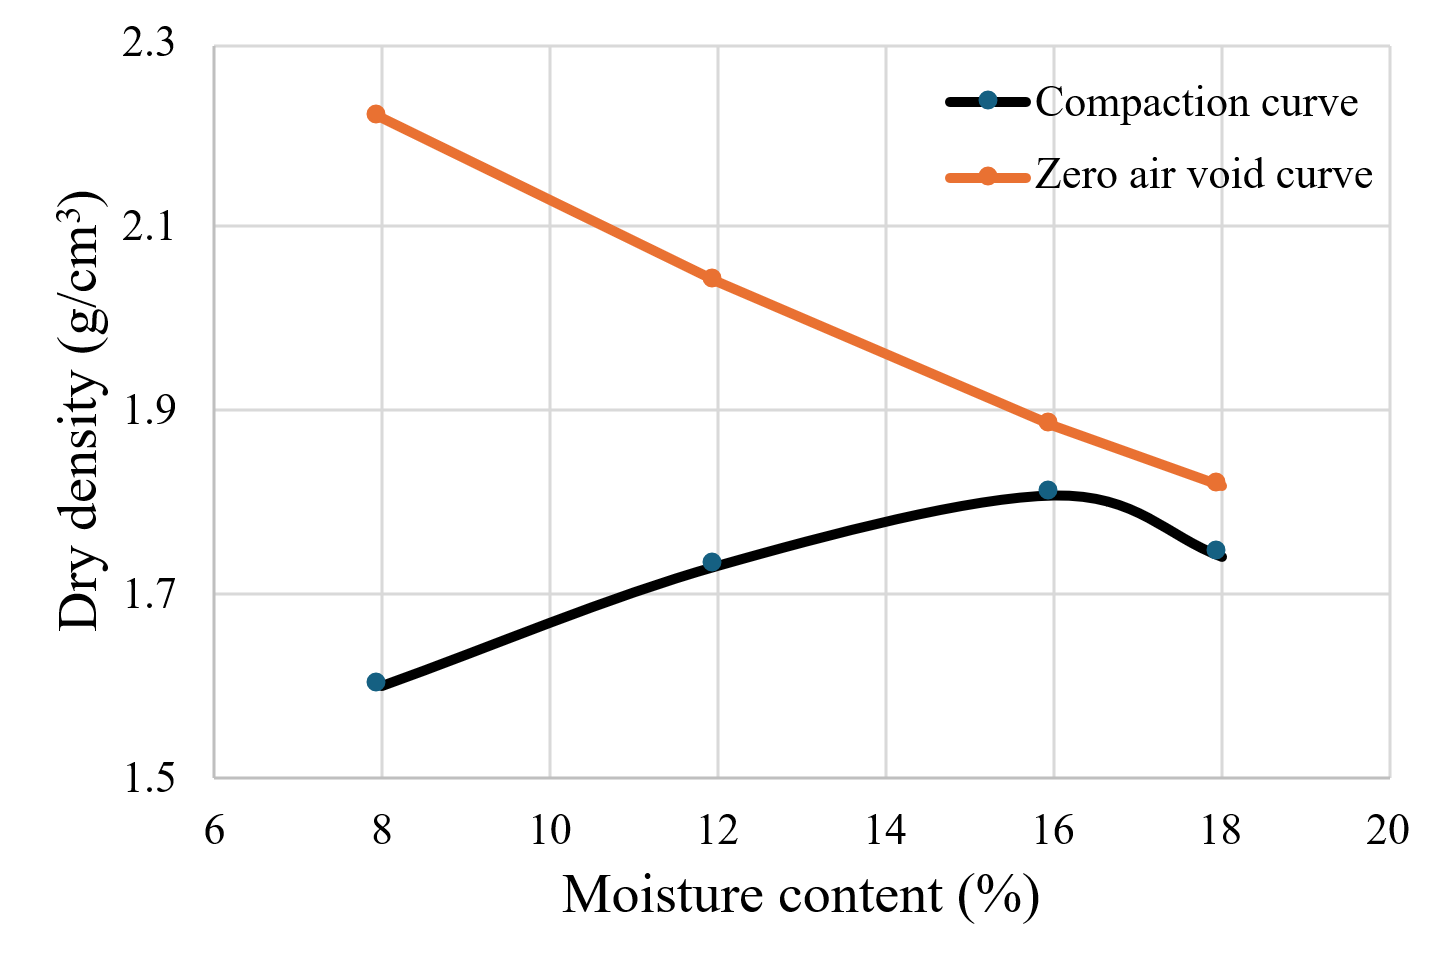 2.3
2.1
1.9
1.7
1.5
Dry density (g/cm³)
Compaction curve
Zero air void curve
6 8 10 12 14 16 18 20
Moisture content (%)